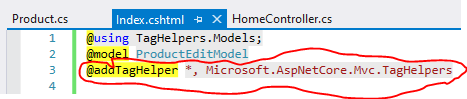 Product.cs Index.cshtml HomeController.cs
1 @using TagHelpers.Models;
2 @model ProductEditModel
3 @addTagHelper *, Microsoft.AspNetCore.Mvc.TagHelpers
4